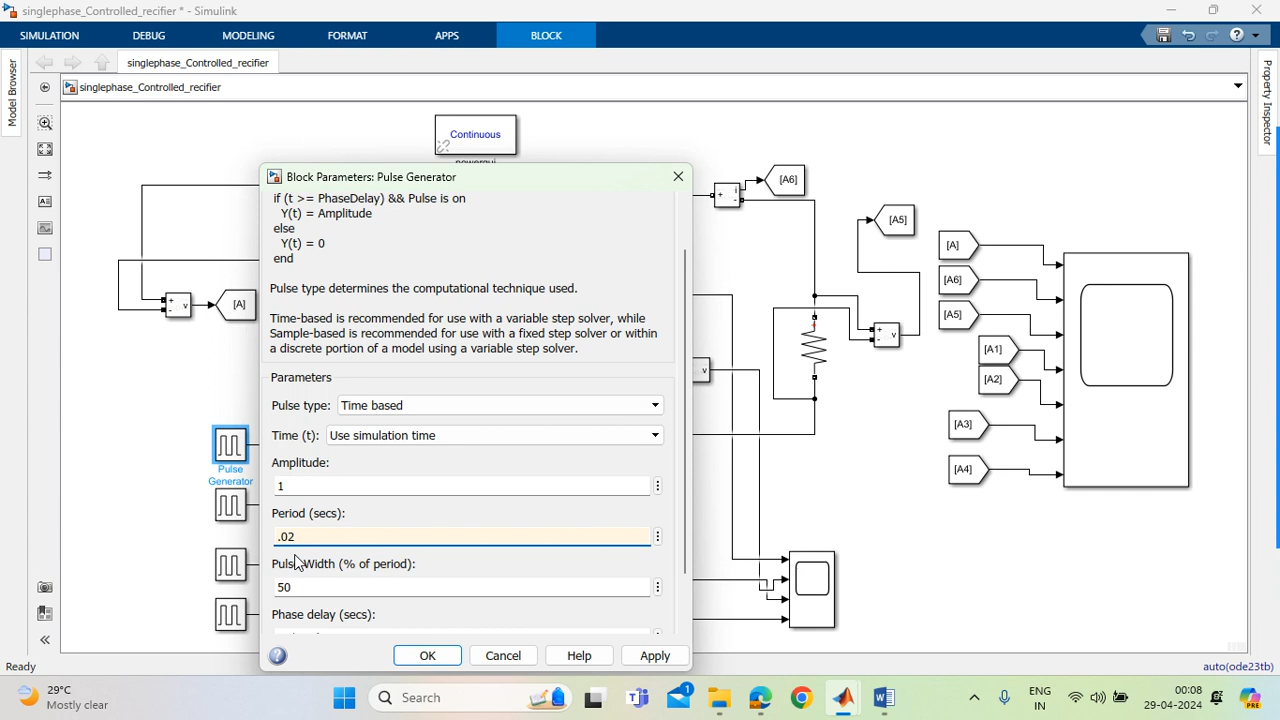 singlephase_Controlled_recifier * - Simulink
SIMULATION DEBUG MODELING FORMAT APPS BLOCK
singlephase_Controlled_recifier
singlephase_Controlled_recifier
Model Browser
Property Inspector
Continuous
Block Parameters: Pulse Generator
if (t >= PhaseDelay) && Pulse is on
Y(t) = Amplitude
else
Y(t) = 0
end
Pulse type determines the computational technique used.
Time-based is recommended for use with a variable step solver, while
Sample-based is recommended for use with a fixed step solver or within
a discrete portion of a model using a variable step solver.
Parameters
Pulse type: Time based
Time (t): Use simulation time
Amplitude:
1
Period (secs):
.02
Pulse Width (% of period):
50
Phase delay (secs):
OK Cancel Help Apply
+ v
-
[A]
Pulse
Generator
v
+ i
-
[A6]
[A5]
+
+ v
-
[A]
[A6]
[A5]
[A1]
[A2]
[A3]
[A4]
Ready
auto(ode23tb)
29°C
Mostly clear
Search
1
ENG
IN
00:08
29-04-2024
PRE